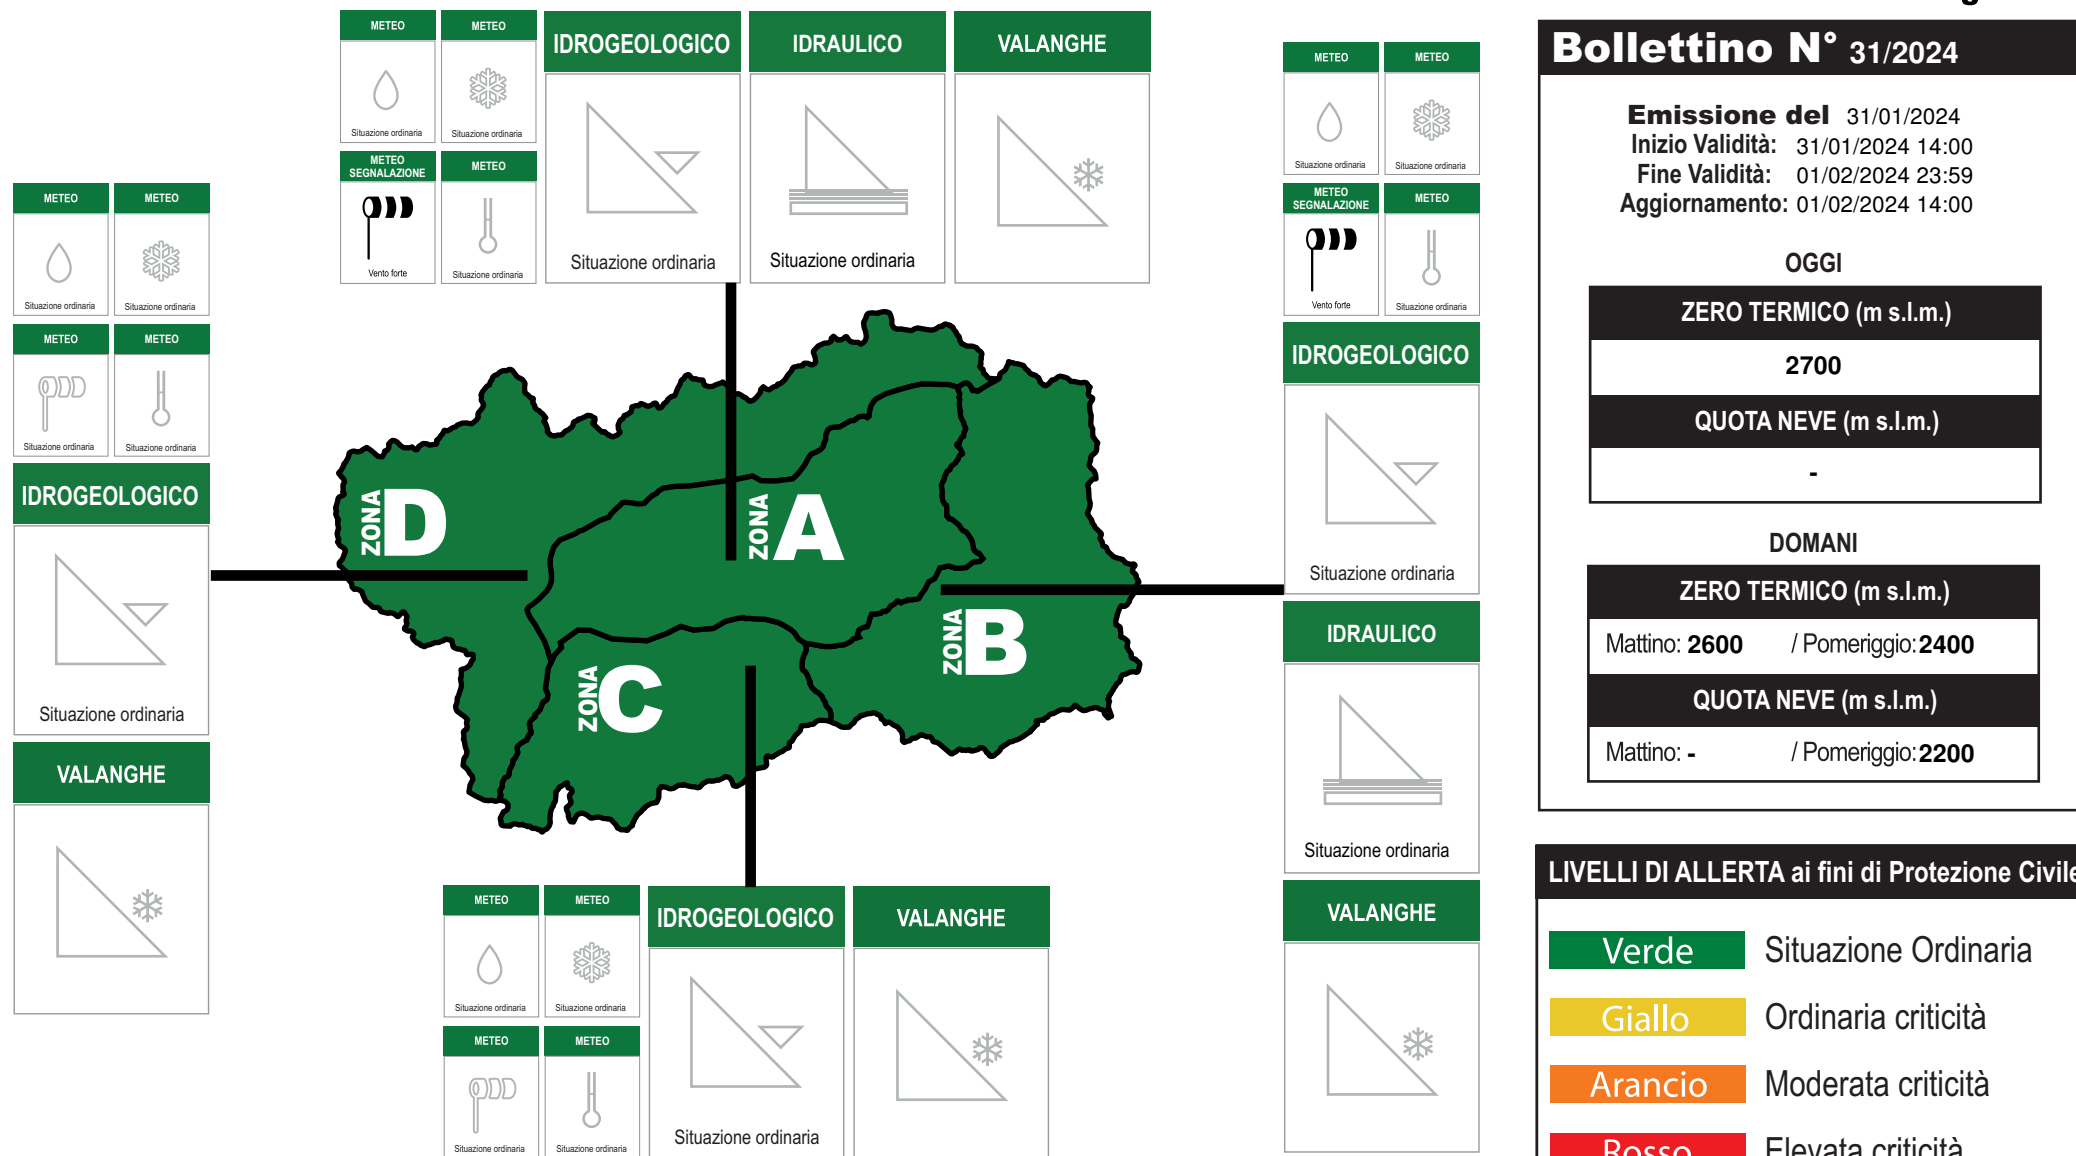 METEO
METEO
Situazione ordinaria
Situazione ordinaria
METEO
SEGNALAZIONE
METEO
Vento forte
Situazione ordinaria
IDROGEOLOGICO
Situazione ordinaria
IDRAULICO
Situazione ordinaria
VALANGHE
METEO
METEO
Situazione ordinaria
Situazione ordinaria
METEO
METEO
Situazione ordinaria
Situazione ordinaria
IDROGEOLOGICO
Situazione ordinaria
VALANGHE
ZONA D
ZONA A
ZONA B
ZONA C
METEO
METEO
Situazione ordinaria
Situazione ordinaria
METEO
METEO
Situazione ordinaria
Situazione ordinaria
IDROGEOLOGICO
Situazione ordinaria
VALANGHE
METEO
METEO
Situazione ordinaria
Situazione ordinaria
METEO
SEGNALAZIONE
METEO
Vento forte
Situazione ordinaria
IDROGEOLOGICO
Situazione ordinaria
IDRAULICO
Situazione ordinaria
VALANGHE
Bollettino N° 31/2024
Emissione del 31/01/2024
Inizio Validità: 31/01/2024 14:00
Fine Validità: 01/02/2024 23:59
Aggiornamento: 01/02/2024 14:00
OGGI
ZERO TERMICO (m s.l.m.)
2700
QUOTA NEVE (m s.l.m.)
-
DOMANI
ZERO TERMICO (m s.l.m.)
Mattino: 2600 / Pomeriggio: 2400
QUOTA NEVE (m s.l.m.)
Mattino: - / Pomeriggio: 2200
LIVELLI DI ALLERTA ai fini di Protezione Civile
Verde Situazione Ordinaria
Giallo Ordinaria criticità
Arancio Moderata criticità
Rosso Elevata criticità